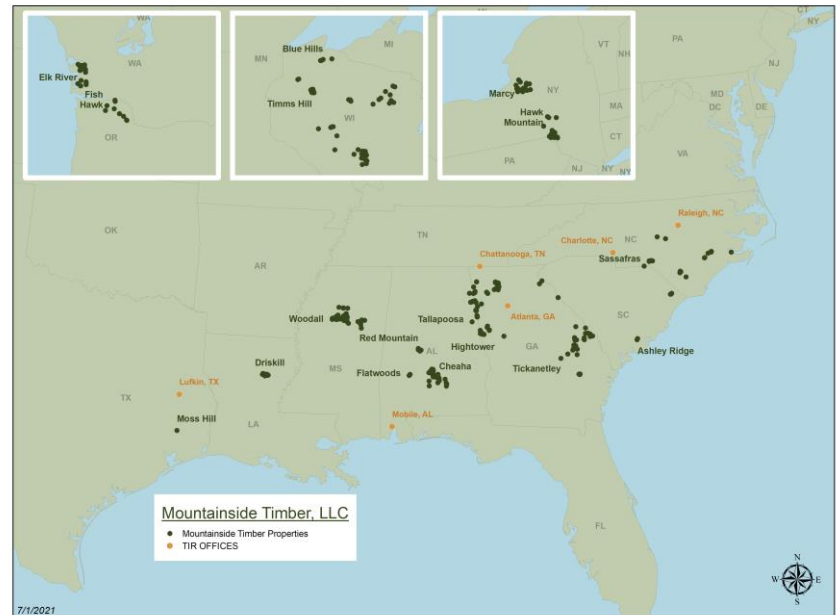 WA
Elk River
Fish
Hawk
OR
MN
MI
Blue Hills
Timms Hill
WI
VT
NH
NY
Marcy
Hawk
Mountain
MA
CT
PA
NJ
NY
NY
CT
RI
NY
PA
NJ
MD
DC
DE
VA
OK
TN
NC
Raleigh, NC
Charlotte, NC
Sassafras
Chattanooga, TN
AR
Atlanta, GA
SC
Woodall
Tallapoosa
Red Mountain
Hightower
GA
AL
Ashley Ridge
MS
Flatwoods
Cheaha
Tickanetley
Driskill
Lufkin, TX
TX
Moss Hill
LA
Mobile, AL
FL
Mountainside Timber, LLC
Mountainside Timber Properties
TIR OFFICES
N
W
E
S
7/1/2021